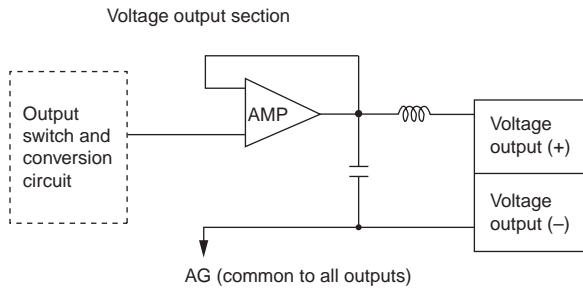 Voltage output section
Output
switch and
conversion
circuit
AMP
Voltage
output (+)
Voltage
output (–)
AG (common to all outputs)